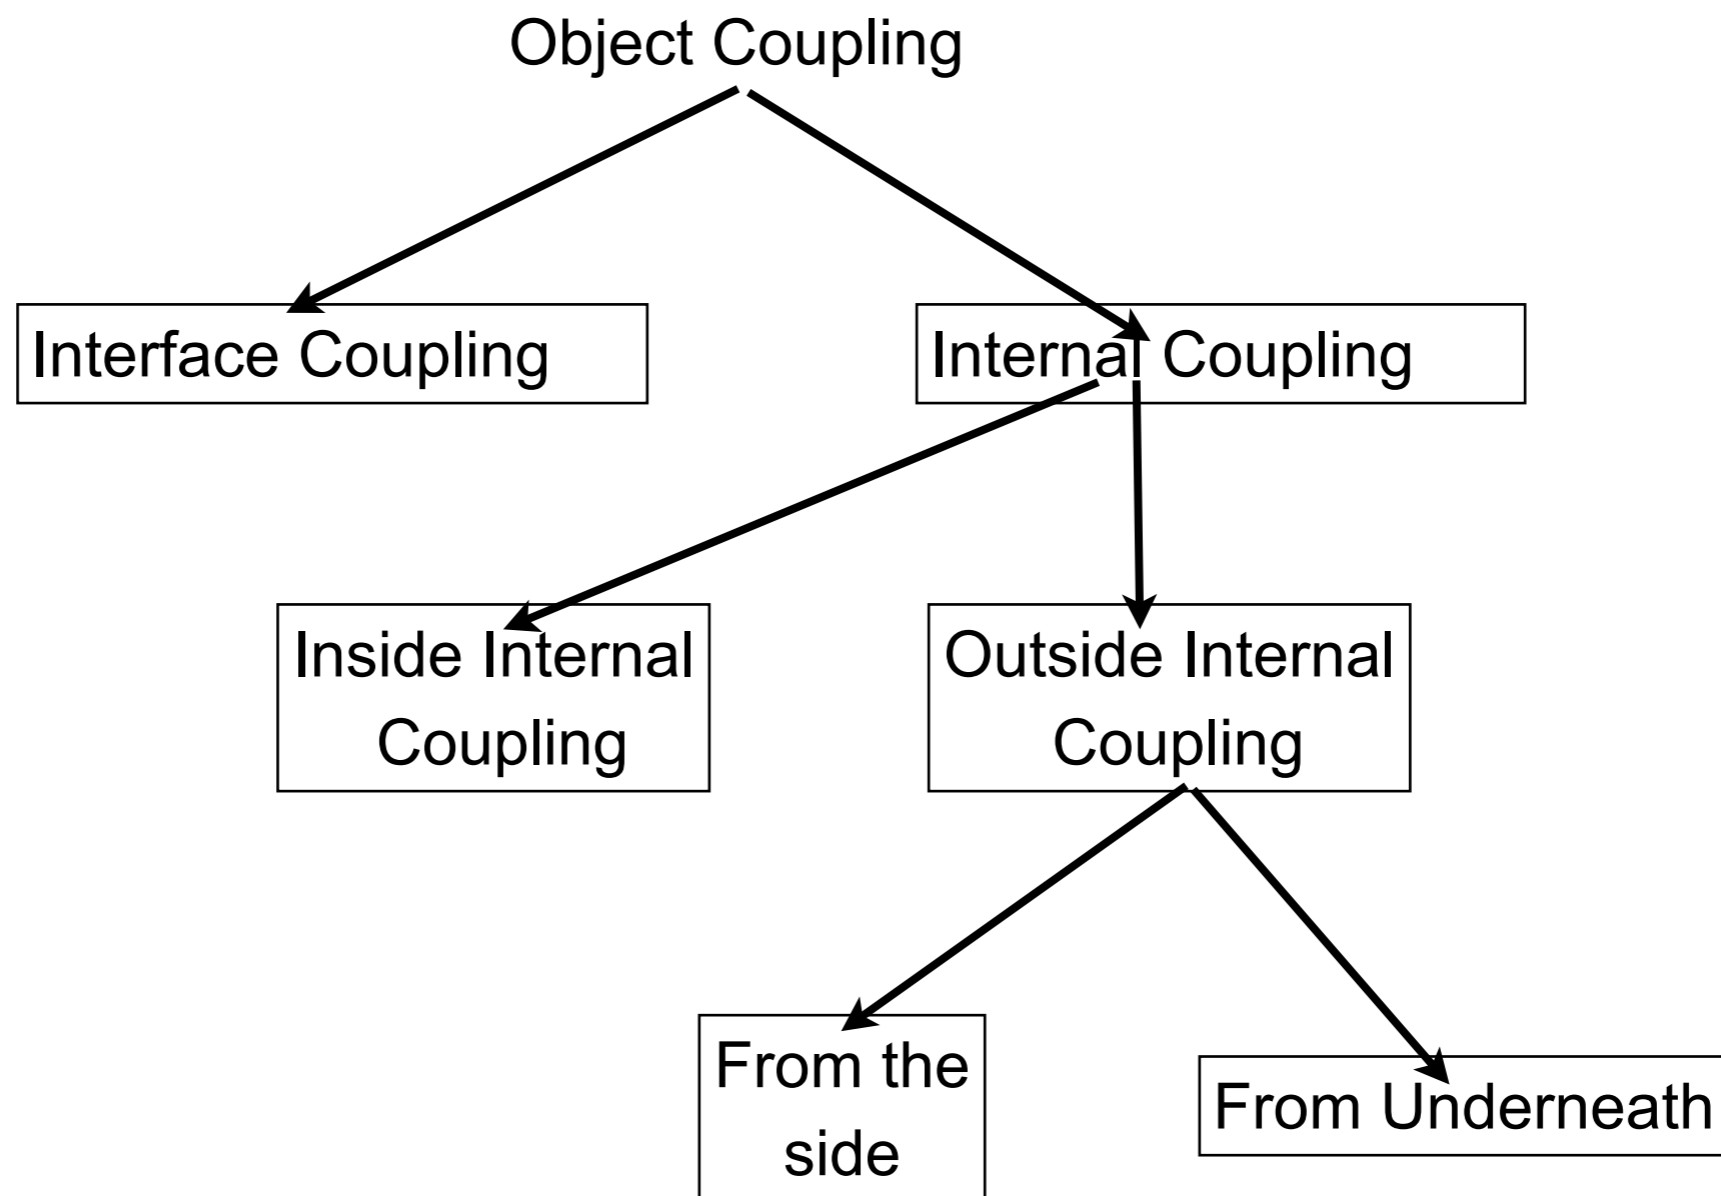 Object Coupling
Interface Coupling
Internal Coupling
Inside Internal
Coupling
Outside Internal
Coupling
From the
side
From Underneath